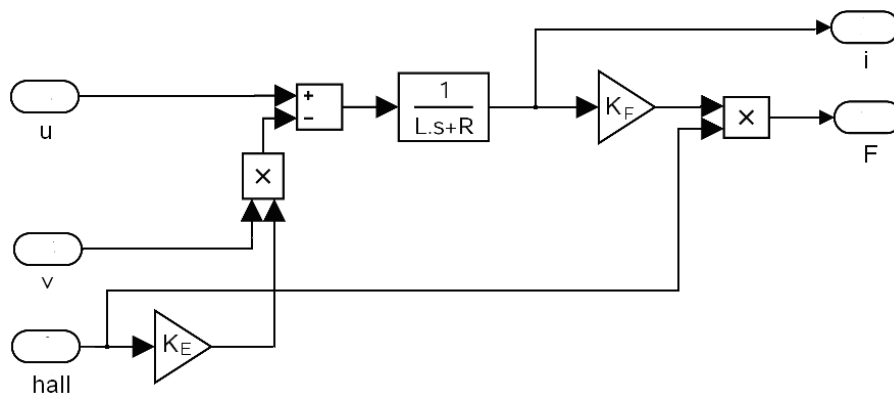 u
v
hall
K_E
×
+
−
1
L.s+R
K_F
×
i
F